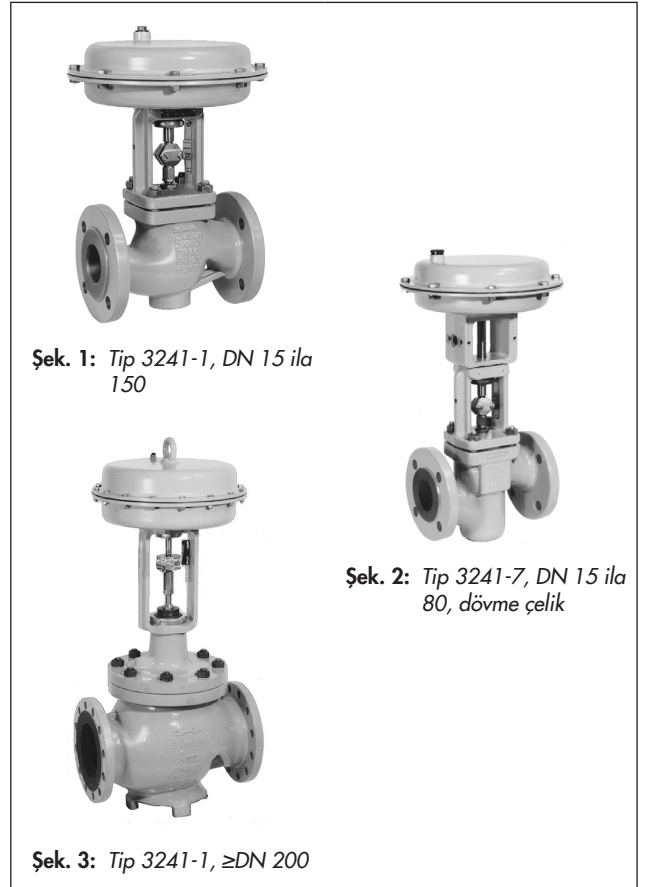 Şek. 1: Tip 3241-1, DN 15 ila
150
Şek. 2: Tip 3241-7, DN 15 ila
80, dövme çelik
Şek. 3: Tip 3241-1, ≥DN 200